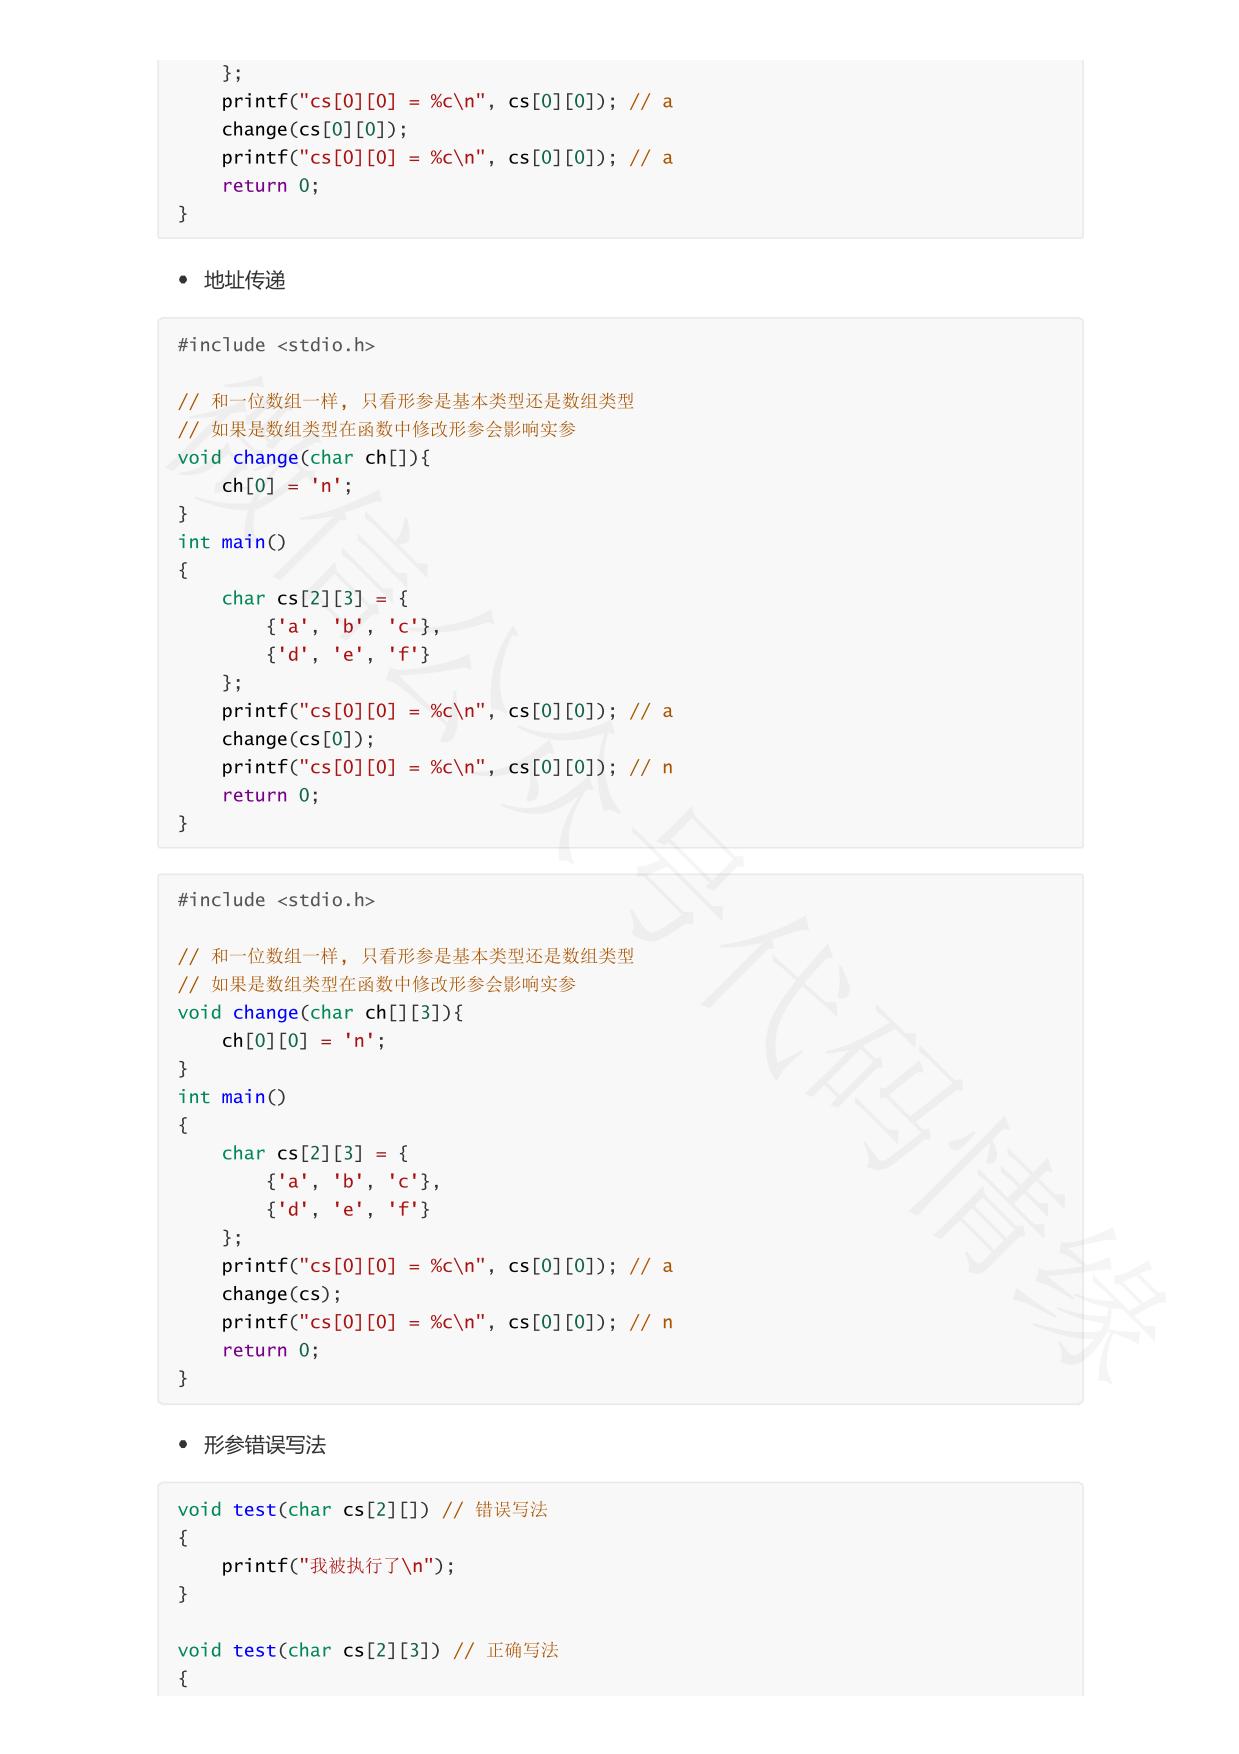 };
    printf("cs[0][0] = %c\n", cs[0][0]); // a
    change(cs[0][0]);
    printf("cs[0][0] = %c\n", cs[0][0]); // a
    return 0;
}
• 地址传递
#include <stdio.h>
// 和一位数组一样, 只看形参是基本类型还是数组类型
// 如果是数组类型在函数中修改形参会影响实参
void change(char ch[]){
    ch[0] = 'n';
}
int main()
{
    char cs[2][3] = {
        {'a', 'b', 'c'},
        {'d', 'e', 'f'}
    };
    printf("cs[0][0] = %c\n", cs[0][0]); // a
    change(cs[0]);
    printf("cs[0][0] = %c\n", cs[0][0]); // n
    return 0;
}
#include <stdio.h>
// 和一位数组一样, 只看形参是基本类型还是数组类型
// 如果是数组类型在函数中修改形参会影响实参
void change(char ch[][3]){
    ch[0][0] = 'n';
}
int main()
{
    char cs[2][3] = {
        {'a', 'b', 'c'},
        {'d', 'e', 'f'}
    };
    printf("cs[0][0] = %c\n", cs[0][0]); // a
    change(cs);
    printf("cs[0][0] = %c\n", cs[0][0]); // n
    return 0;
}
• 形参错误写法
void test(char cs[2][]) // 错误写法
{
    printf("我被执行了\n");
}
void test(char cs[2][3]) // 正确写法
{
微信公众号代码情缘